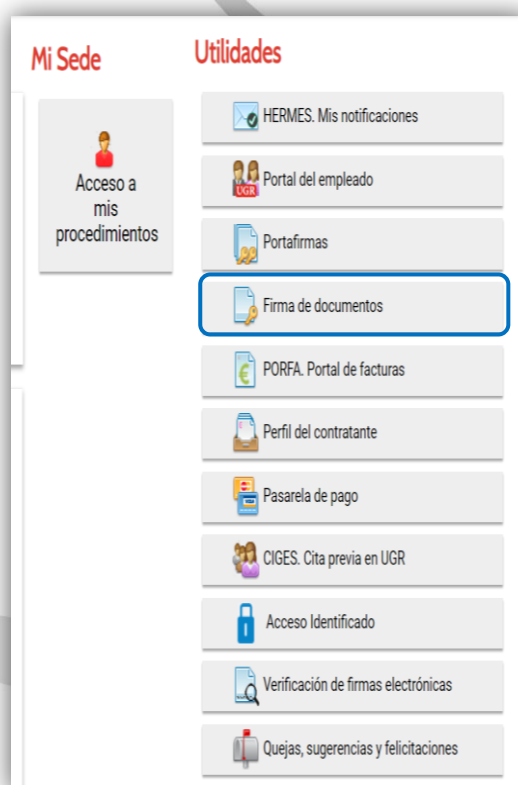 Mi Sede
Acceso a
mis
procedimientos
Utilidades
HERMES. Mis notificaciones
UGR
Portal del empleado
Portafirmas
Firma de documentos
PORFA. Portal de facturas
Perfil del contratante
Pasarela de pago
CIGES. Cita previa en UGR
Acceso Identificado
Verificación de firmas electrónicas
Quejas, sugerencias y felicitaciones